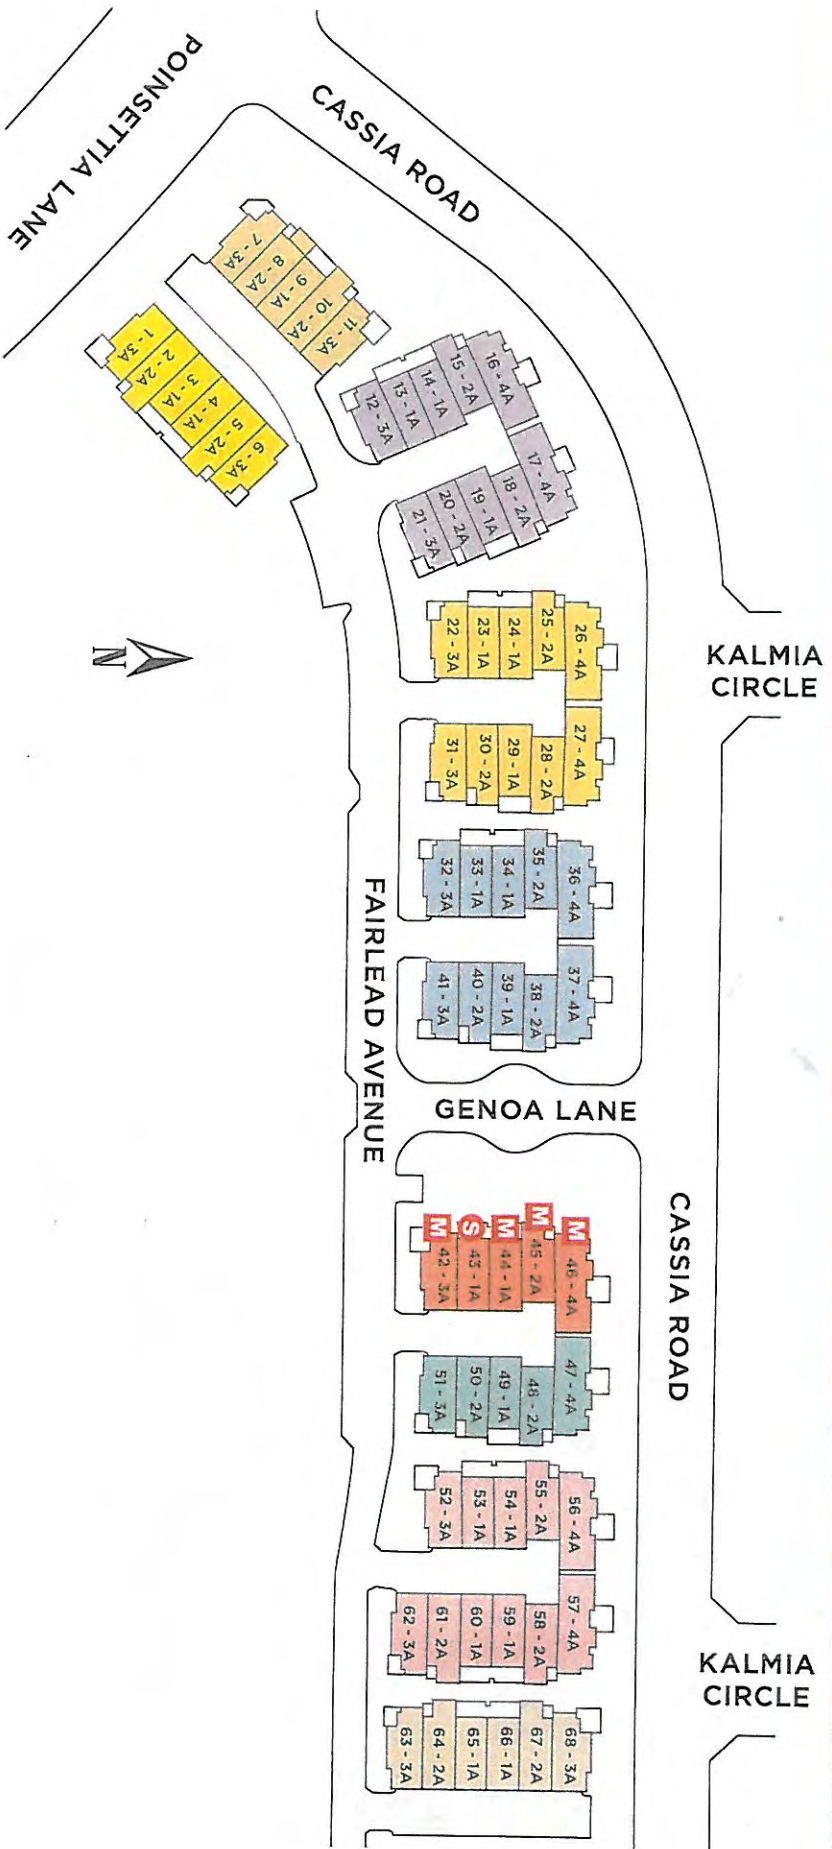 POINSETTIA LANE
CASSIA ROAD
7 - 3A
8 - 2A
9 - 1A
10 - 2A
11 - 3A
1 - 3A
2 - 2A
3 - 1A
4 - 1A
5 - 2A
6 - 3A
12 - 3A
13 - 1A
14 - 1A
15 - 2A
16 - 4A
17 - 4A
18 - 2A
19 - 1A
20 - 2A
21 - 3A
22 - 3A
23 - 1A
24 - 1A
25 - 2A
26 - 4A
KALMIA
CIRCLE
N
27 - 4A
28 - 2A
29 - 1A
30 - 2A
31 - 3A
32 - 3A
33 - 1A
34 - 1A
35 - 2A
36 - 4A
FAIRLEAD AVENUE
37 - 4A
38 - 2A
39 - 1A
40 - 2A
41 - 3A
GENOA LANE
CASSIA ROAD
M
S
M
M
M
42 - 3A
43 - 1A
44 - 1A
45 - 2A
46 - 4A
47 - 4A
48 - 2A
49 - 1A
50 - 2A
51 - 3A
52 - 3A
53 - 1A
54 - 1A
55 - 2A
56 - 4A
57 - 4A
58 - 2A
59 - 1A
60 - 1A
61 - 2A
62 - 3A
KALMIA
CIRCLE
63 - 3A
64 - 2A
65 - 1A
66 - 1A
67 - 2A
68 - 3A